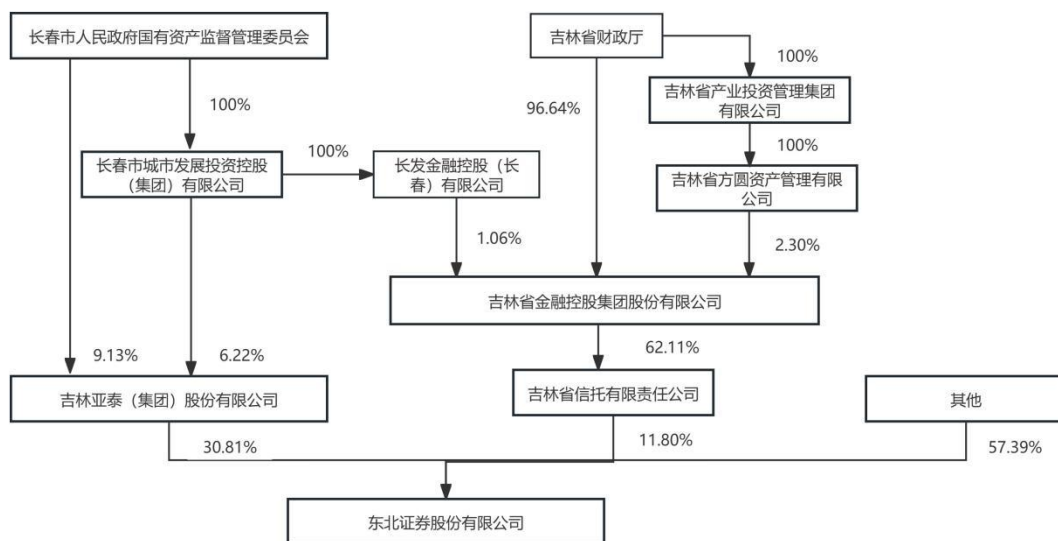 长春市人民政府国有资产监督管理委员会
吉林省财政厅
100%
100%
96.64%
吉林省产业投资管理集团
有限公司
100%
100%
长春市城市发展投资控股
（集团）有限公司
长发金融控股（长
春）有限公司
吉林省方圆资产管理有限
公司
1.06%
2.30%
吉林省金融控股集团股份有限公司
9.13%
6.22%
62.11%
吉林亚泰（集团）股份有限公司
吉林省信托有限责任公司
其他
30.81%
11.80%
57.39%
东北证券股份有限公司